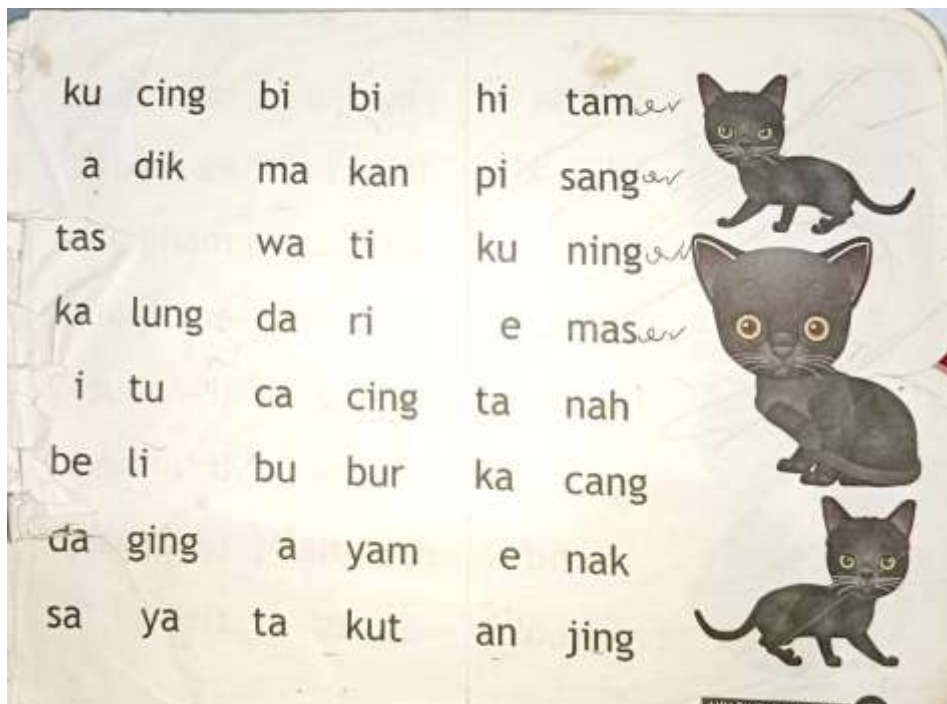 ku cing bi bi hi tam
a dik ma kan pi sang
tas wa ti ku ning
ka lung da ri e mas
i tu ca cing ta nah
be li bu bur ka cang
da ging a yam e nak
sa ya ta kut an jing